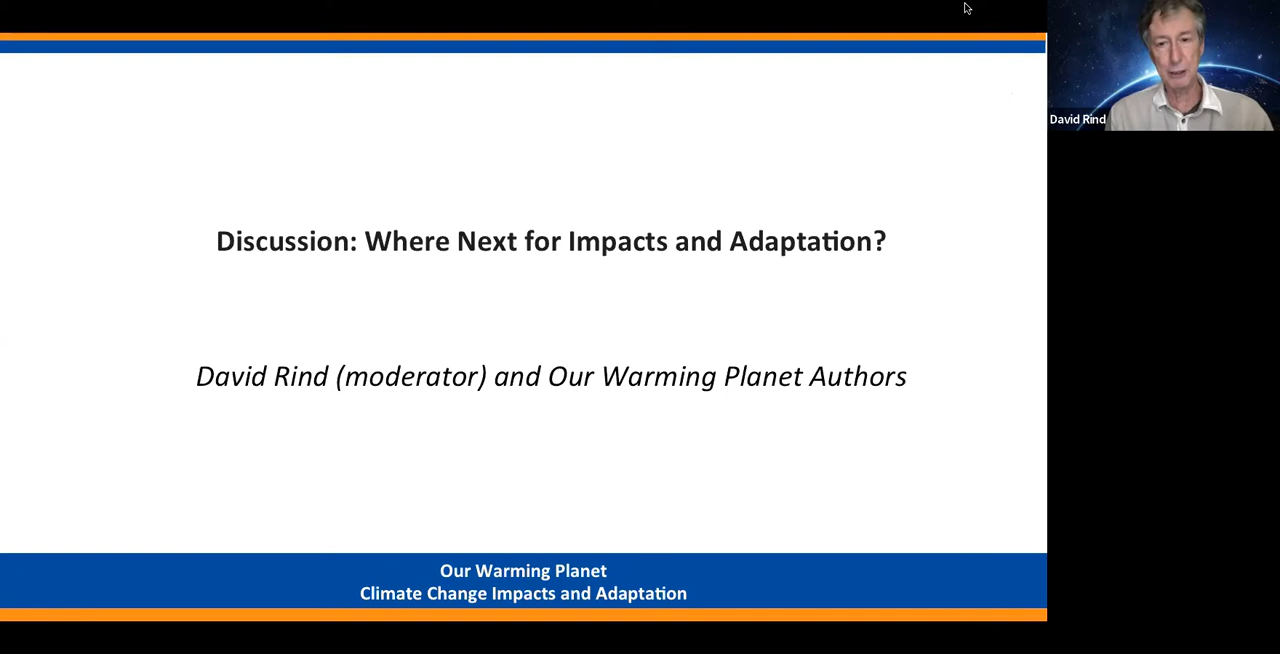 David Rind
Discussion: Where Next for Impacts and Adaptation?
David Rind (moderator) and Our Warming Planet Authors
Our Warming Planet
Climate Change Impacts and Adaptation